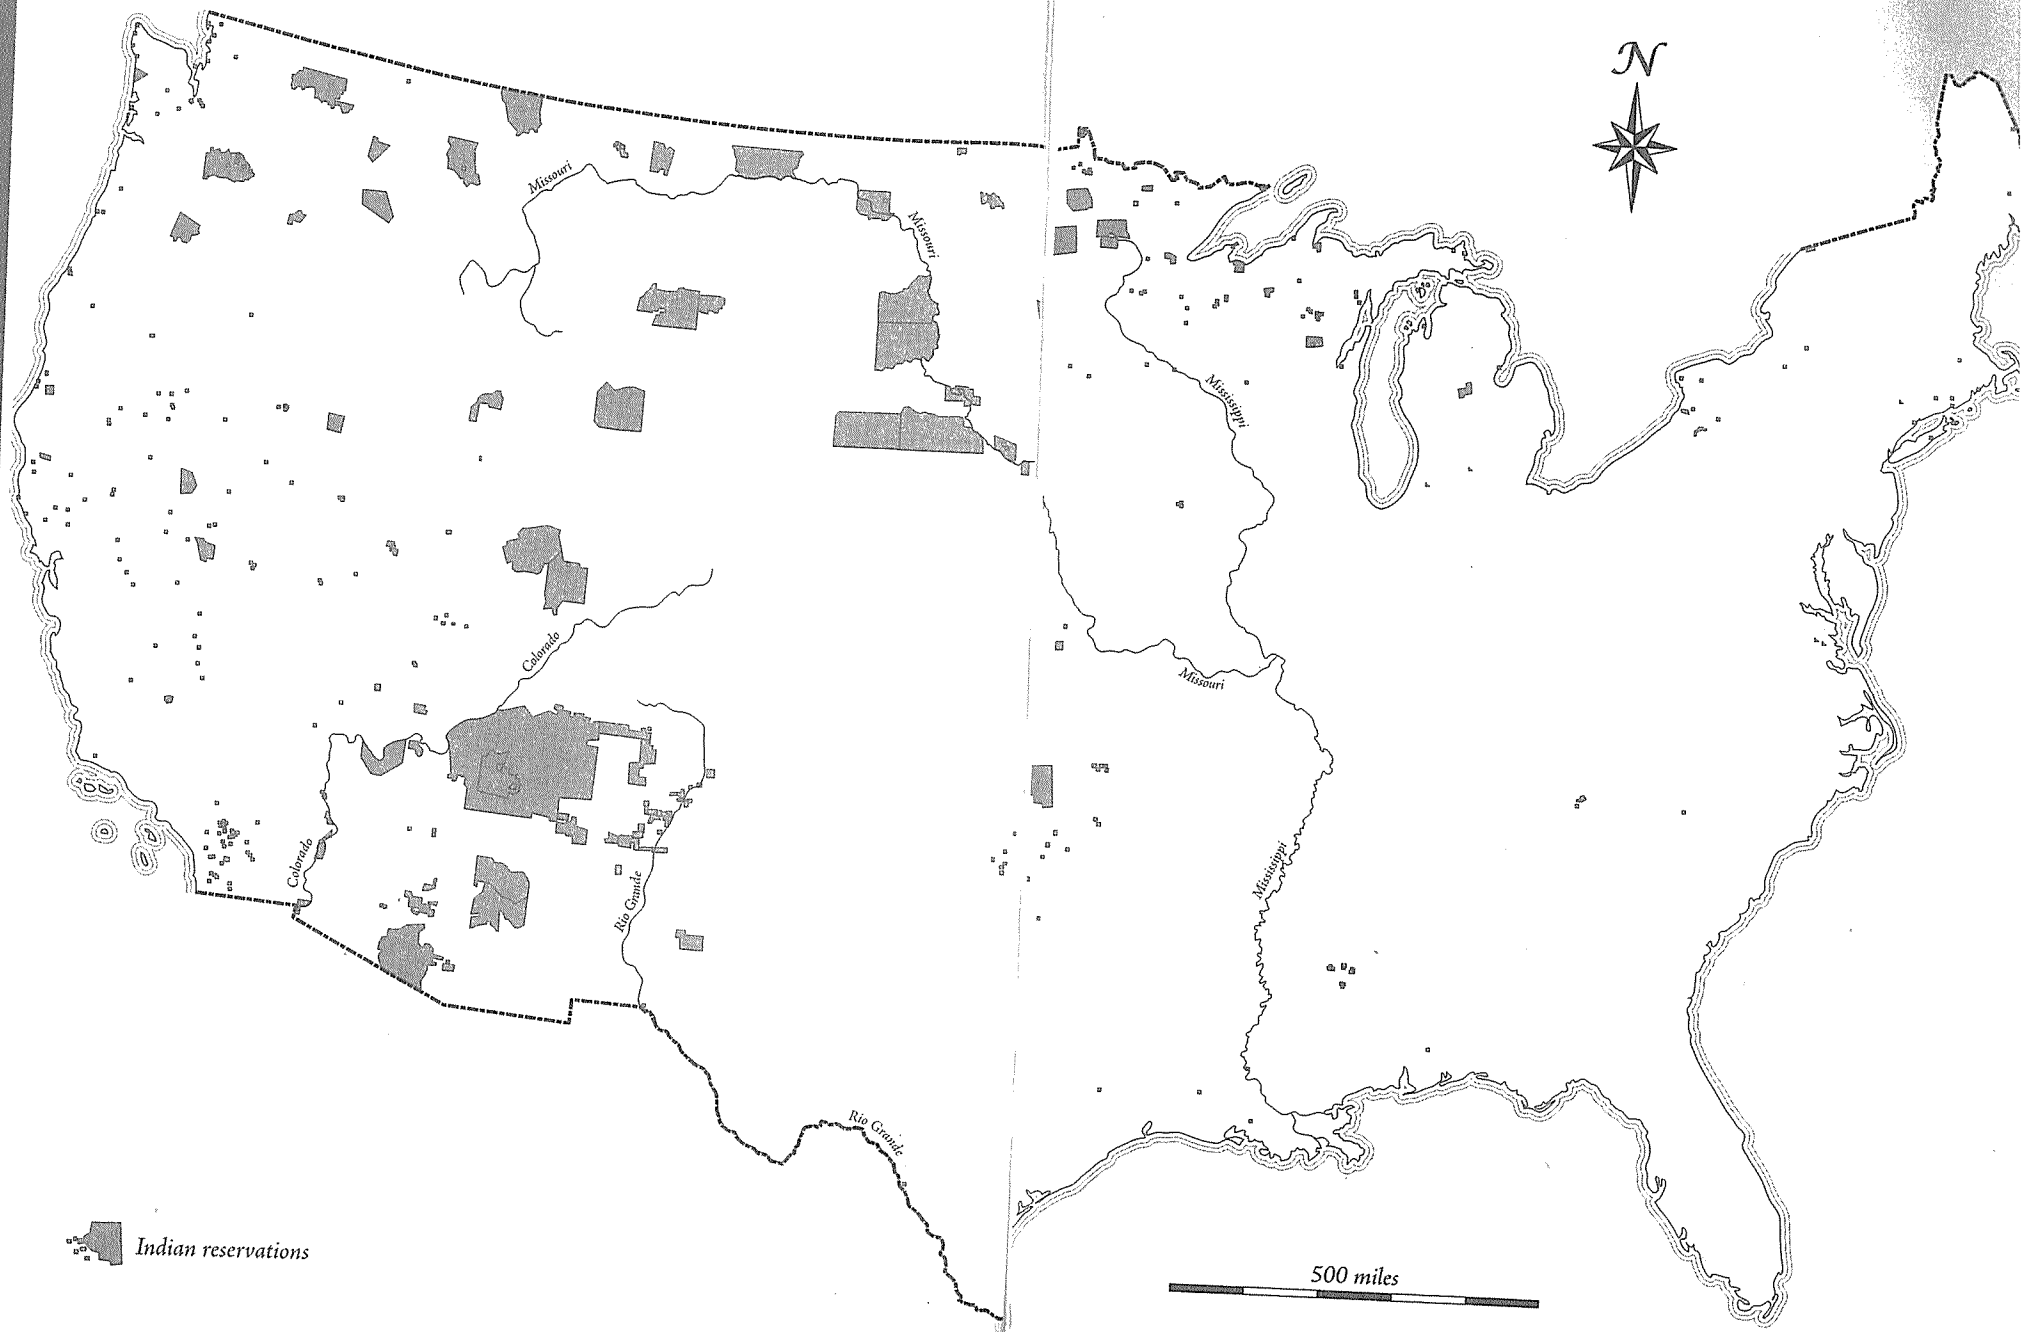 N
Missouri
Missouri
Mississippi
Colorado
Missouri
Colorado
Rio Grande
Mississippi
Rio Grande
Indian reservations
500 miles